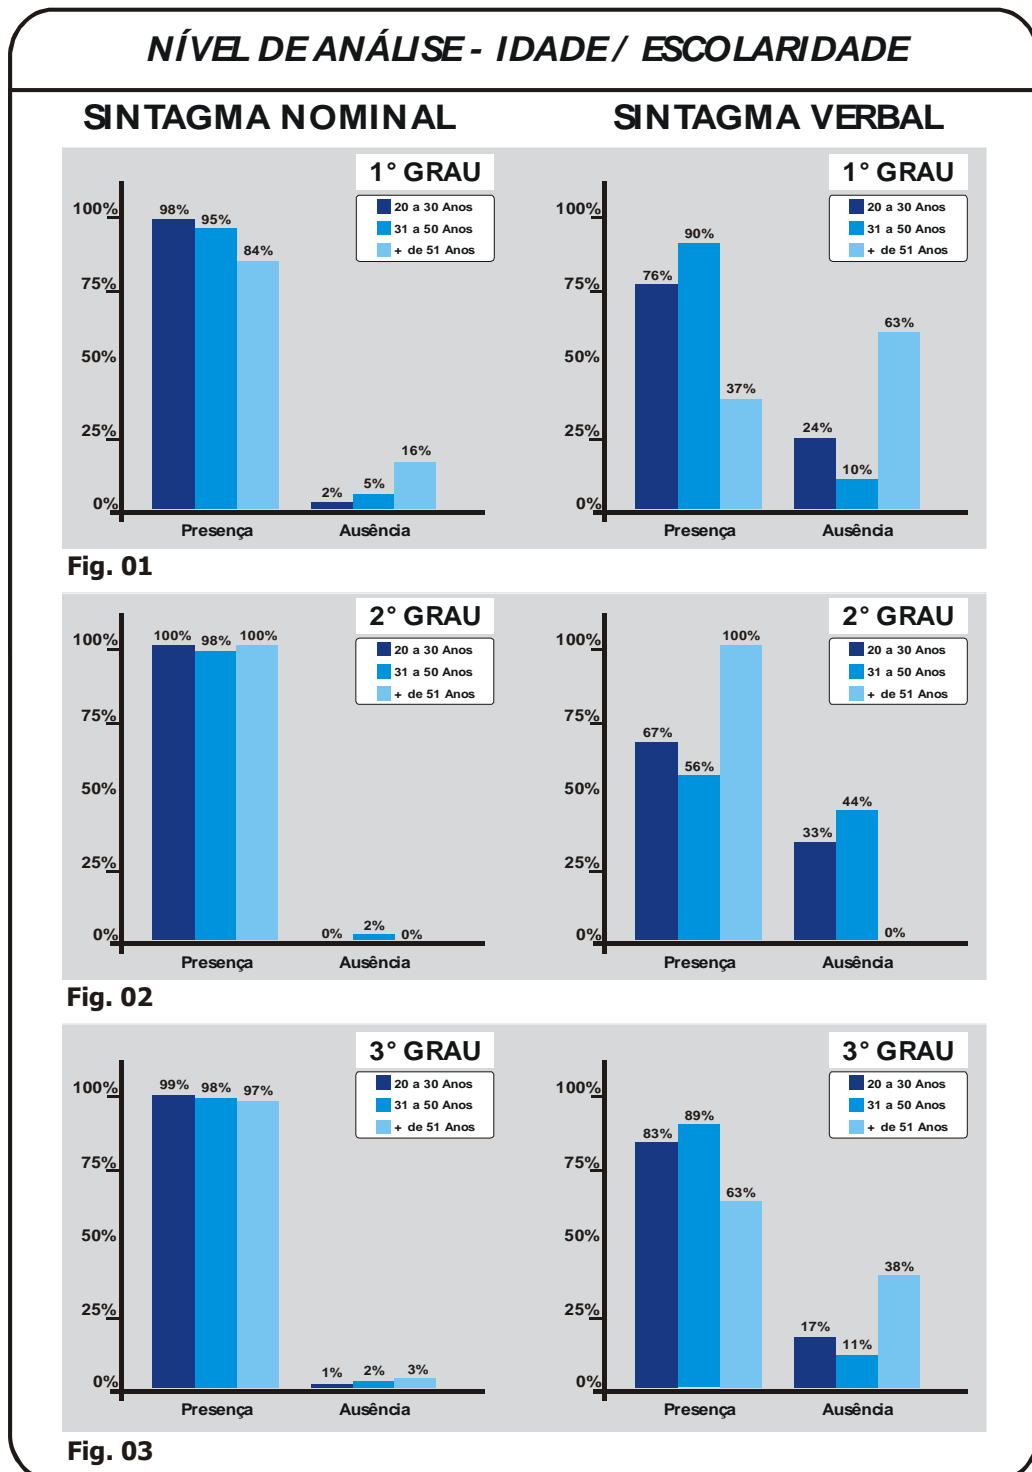 NÍVEL DE ANÁLISE - IDADE / ESCOLARIDADE
SINTAGMA NOMINAL
SINTAGMA VERBAL
1° GRAU
20 a 30 Anos
31 a 50 Anos
+ de 51 Anos
100%
75%
50%
25%
0%
98%
95%
84%
2%
5%
16%
Presença
Ausência
1° GRAU
20 a 30 Anos
31 a 50 Anos
+ de 51 Anos
100%
75%
50%
25%
0%
76%
90%
37%
24%
10%
63%
Presença
Ausência
Fig. 01
2° GRAU
20 a 30 Anos
31 a 50 Anos
+ de 51 Anos
100%
75%
50%
25%
0%
100%
98%
100%
0%
2%
0%
Presença
Ausência
2° GRAU
20 a 30 Anos
31 a 50 Anos
+ de 51 Anos
100%
75%
50%
25%
0%
67%
56%
100%
33%
44%
0%
Presença
Ausência
Fig. 02
3° GRAU
20 a 30 Anos
31 a 50 Anos
+ de 51 Anos
100%
75%
50%
25%
0%
99%
98%
97%
1%
2%
3%
Presença
Ausência
3° GRAU
20 a 30 Anos
31 a 50 Anos
+ de 51 Anos
100%
75%
50%
25%
0%
83%
89%
63%
17%
11%
38%
Presença
Ausência
Fig. 03